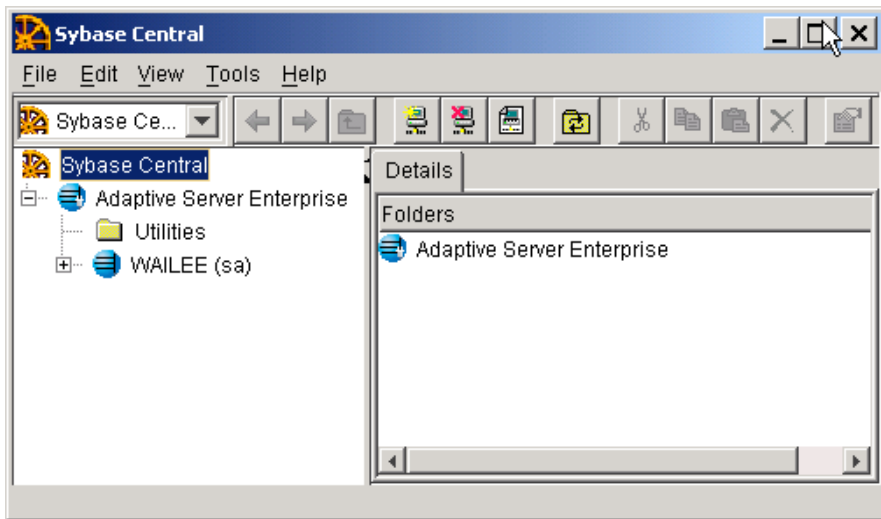 Sybase Central
File Edit View Tools Help
Sybase Ce...
Sybase Central
Adaptive Server Enterprise
Utilities
WAILEE (sa)
Details
Folders
Adaptive Server Enterprise